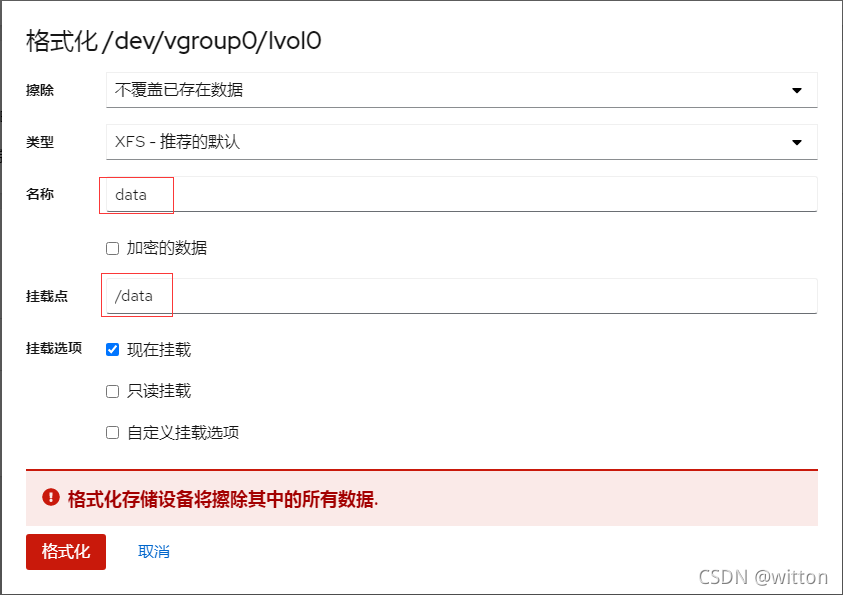 格式化 /dev/vgroup0/lvol0
擦除 不覆盖已存在数据
类型 XFS - 推荐的默认
名称 data
加密的数据
挂载点 /data
挂载选项 现在挂载
只读挂载
自定义挂载选项
格式化存储设备将擦除其中的所有数据.
格式化 取消
CSDN @witton